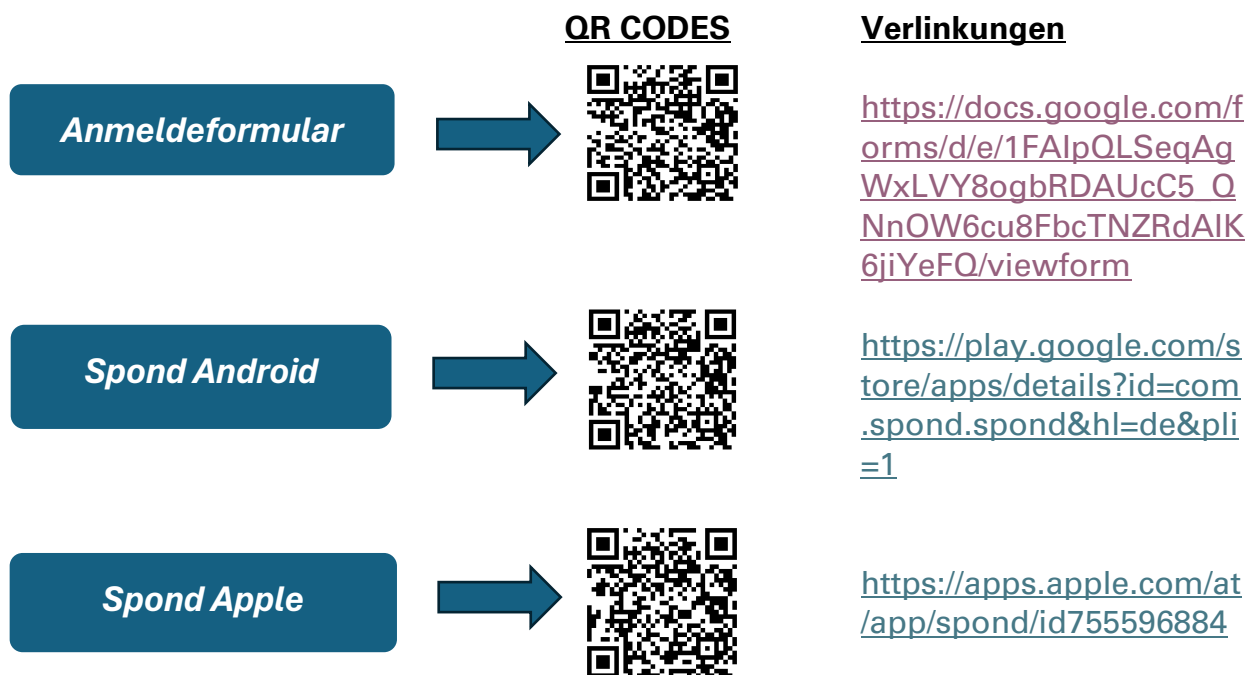 QR CODES
Verlinkungen
Anmeldeformular
https://docs.google.com/f
orms/d/e/1FAIpQLSeqAg
WxLVY8ogbRDAUcC5_Q
NnOW6cu8FbcTNZRdAIK
6jiYeFQ/viewform
Spond Android
https://play.google.com/s
tore/apps/details?id=com
.spond.spond&hl=de&pli
=1
Spond Apple
https://apps.apple.com/at
/app/spond/id755596884